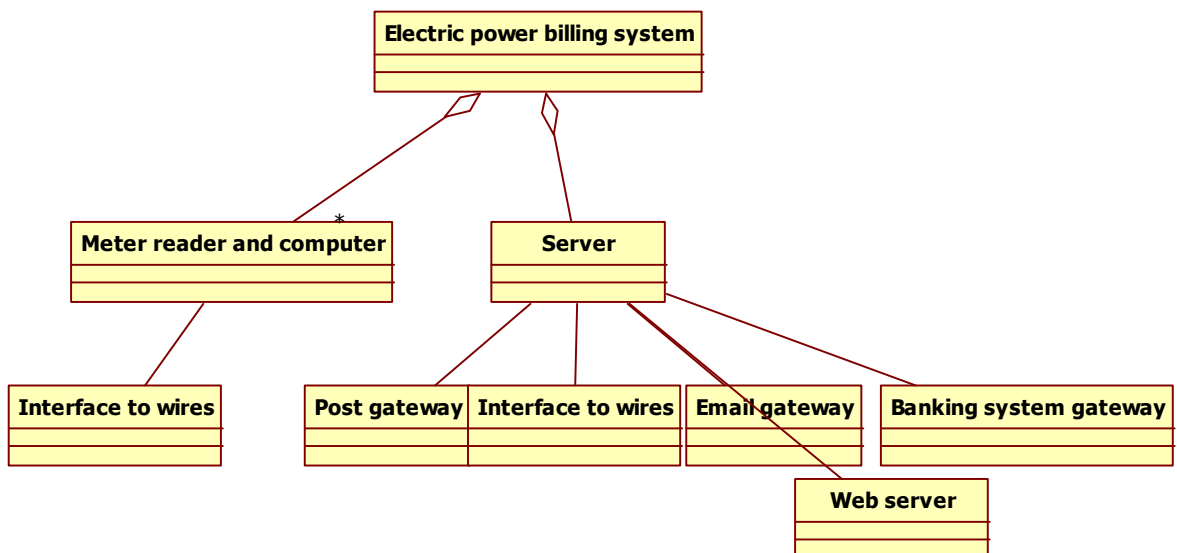 Electric power billing system
*
Meter reader and computer
Server
Interface to wires
Post gateway
Interface to wires
Email gateway
Banking system gateway
Web server